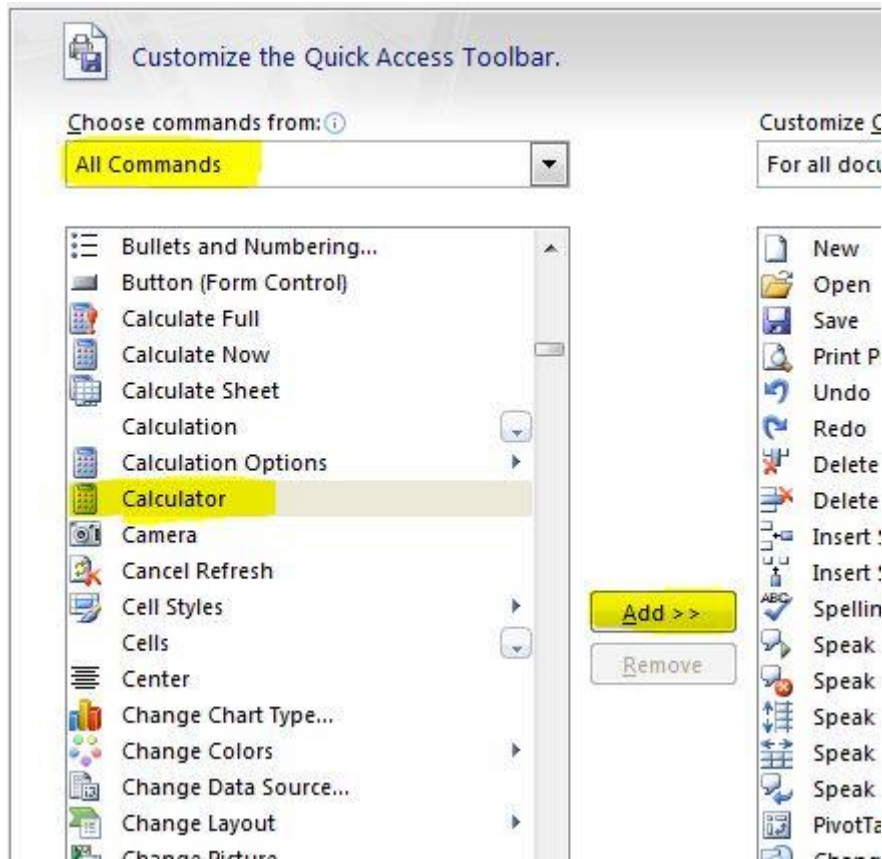 Customize the Quick Access Toolbar.
Choose commands from:
All Commands
Bullets and Numbering...
Button (Form Control)
Calculate Full
Calculate Now
Calculate Sheet
Calculation
Calculation Options
Calculator
Camera
Cancel Refresh
Cell Styles
Cells
Center
Change Chart Type...
Change Colors
Change Data Source...
Change Layout
Change Picture
Add >>
Remove
Customize
For all
New
Open
Save
Print
Undo
Redo
Delete
Delete
Insert
Insert
ABC
Speak
Speak
Speak
Speak
Speak